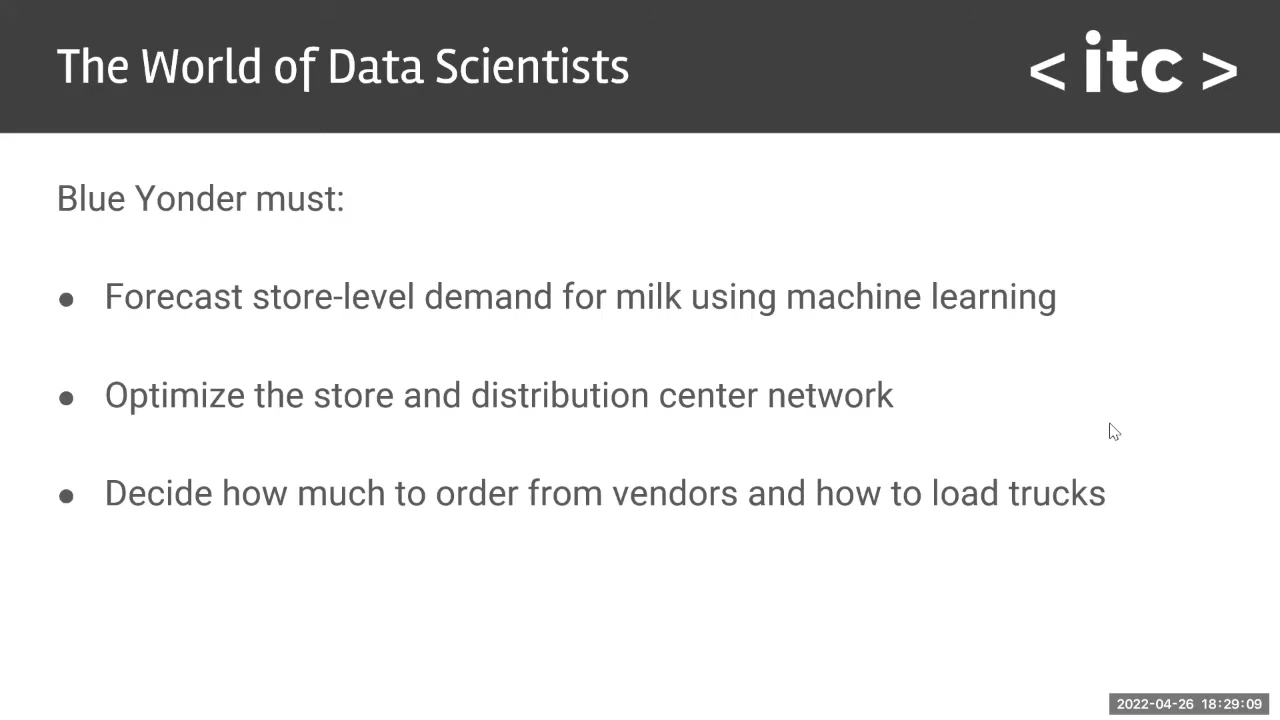 The World of Data Scientists
< itc >
Blue Yonder must:
● Forecast store-level demand for milk using machine learning
● Optimize the store and distribution center network
● Decide how much to order from vendors and how to load trucks
2022-04-26 18:29:09